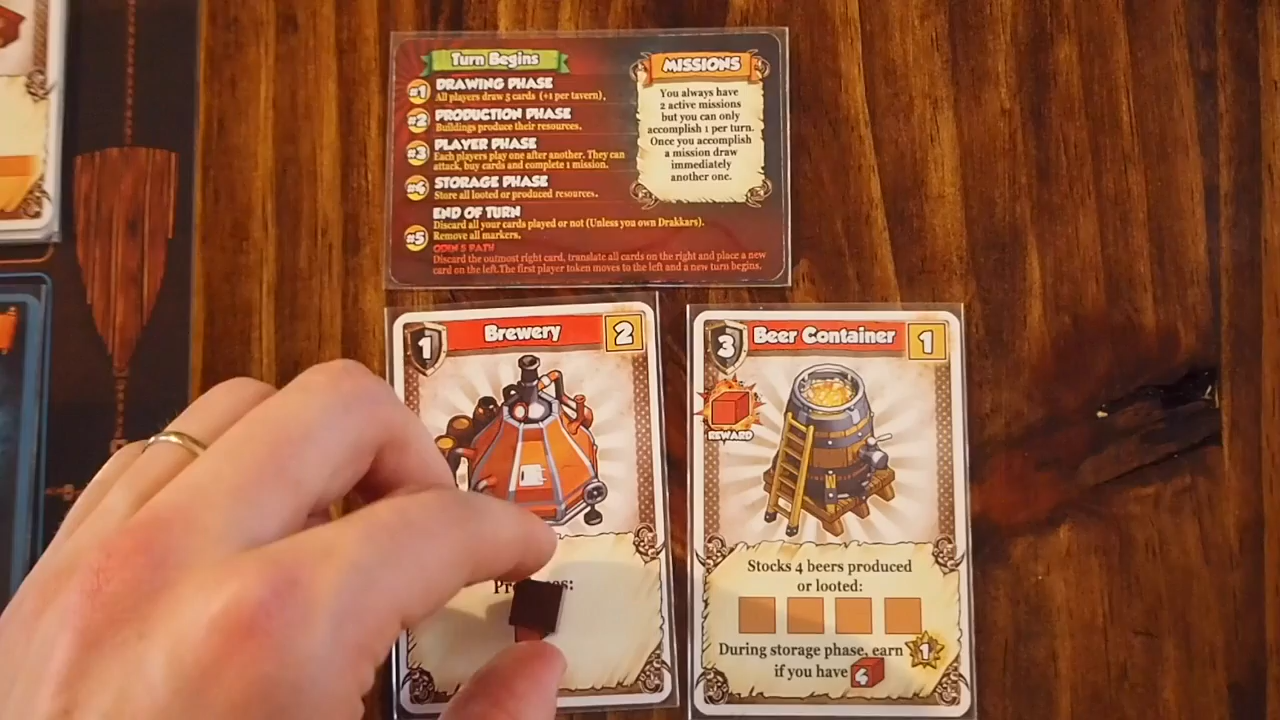 Turn Begins
#1 DRAWING PHASE
All players draw 5 cards (+1 per tavern).
#2 PRODUCTION PHASE
Buildings produce their resources.
#3 PLAYER PHASE
Each players play one after another. They can
attack, buy cards and complete 1 mission.
#4 STORAGE PHASE
Store all looted or produced resources.
END OF TURN
#5 Discard all your cards played or not (Unless you own Drakkars).
Remove all markers.
ODIN'S PATH
Discard the outmost right card, translate all cards on the right and place a new
card on the left.The first player token moves to the left and a new turn begins.
MISSIONS
You always have
2 active missions
but you can only
accomplish 1 per turn.
Once you accomplish
a mission draw
immediately
another one.
1 Brewery 2
3 Beer Container 1
REWARD
Stocks 4 beers produced
or looted:
During storage phase, earn 1
if you have 4